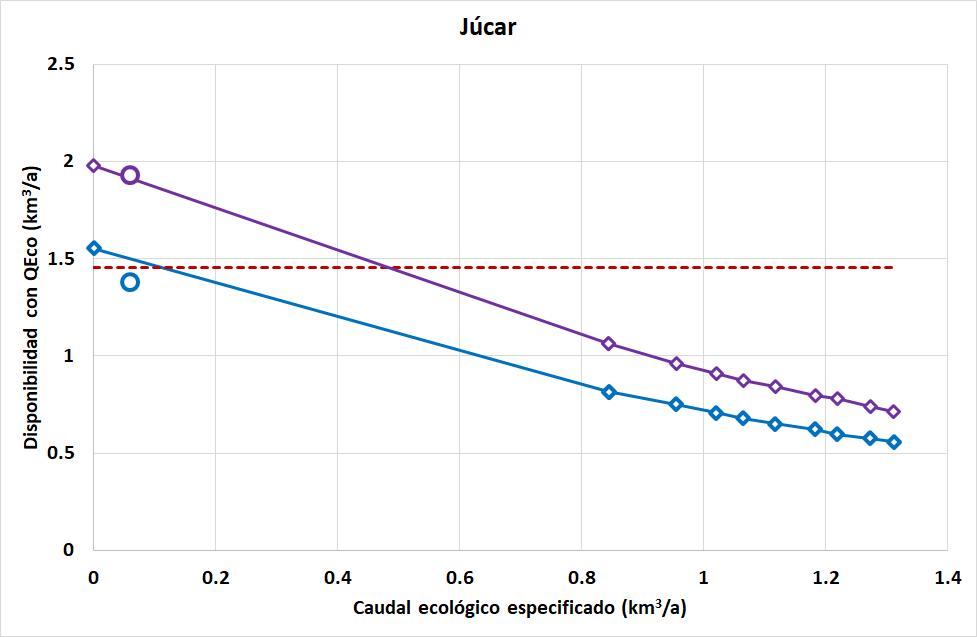 Júcar
2.5
2
1.5
1
0.5
0
Disponibilidad con QEco (km³/a)
0 0.2 0.4 0.6 0.8 1 1.2 1.4
Caudal ecológico especificado (km³/a)